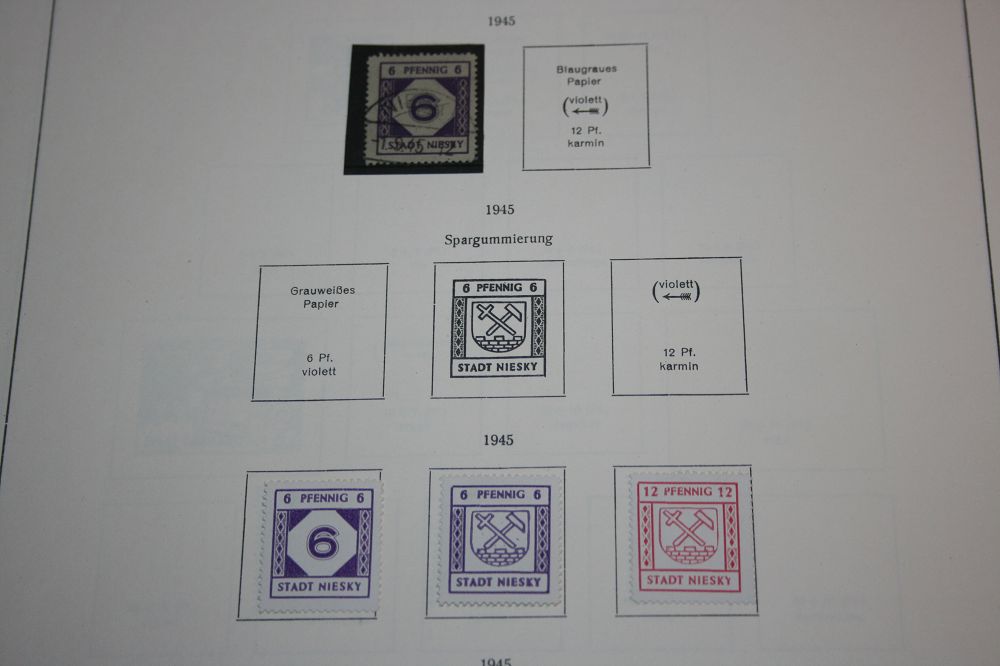 1945
6 PFENNIG 6
6
STADT NIESKY
Blaugraues
Papier
(violett)
12 Pf.
karmin
1945
Spargummierung
Grauweißes
Papier
6 Pf.
violett
6 PFENNIG 6
STADT NIESKY
(violett)
12 Pf.
karmin
1945
6 PFENNIG 6
6
STADT NIESKY
6 PFENNIG 6
STADT NIESKY
12 PFENNIG 12
STADT NIESKY
1945